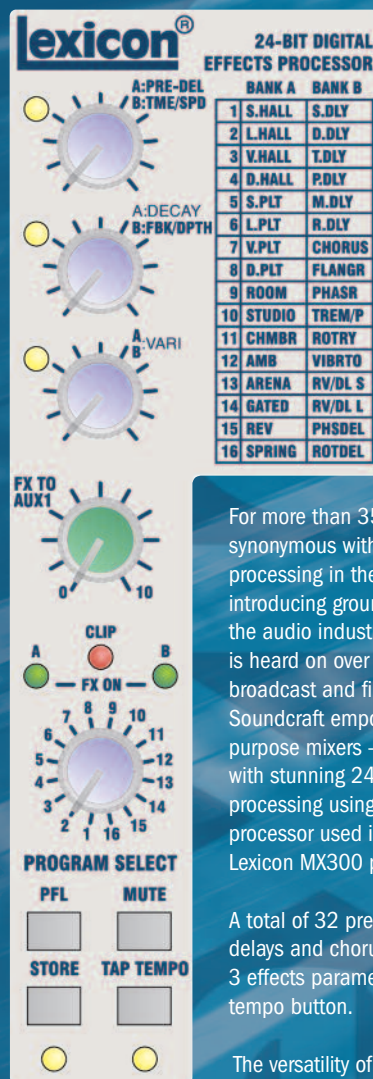 lexicon®
24-BIT DIGITAL
EFFECTS PROCESSOR
BANK A BANK B
1 S.HALL S.DLY
2 L.HALL D.DLY
3 V.HALL T.DLY
4 D.HALL P.DLY
5 S.PLT M.DLY
6 L.PLT R.DLY
7 V.PLT CHORUS
8 D.PLT FLANGR
9 ROOM PHASR
10 STUDIO TREM/P
11 CHMBR ROTRY
12 AMB VIBRTO
13 ARENA RV/DL S
14 GATED RV/DL L
15 REV PHSDEL
16 SPRING ROTDEL
A:PRE-DEL
B:TME/SPD
A:DECAY
B:FBK/DPTH
A:VARI
B
FX TO
AUX1
0 10
CLIP
A B
FX ON
1 2 3 4 5 6 7 8 9 10 11 12 13 14 15 16
PROGRAM SELECT
PFL MUTE
STORE TAP TEMPO
For more than 35
synonymous with
processing in the
introducing ground
the audio indust
is heard on over
broadcast and fi
Soundcraft empo
purpose mixers -
with stunning 24
processing using
processor used i
Lexicon MX300 p
A total of 32 pre
delays and choru
3 effects parame
tempo button.
The versatility of